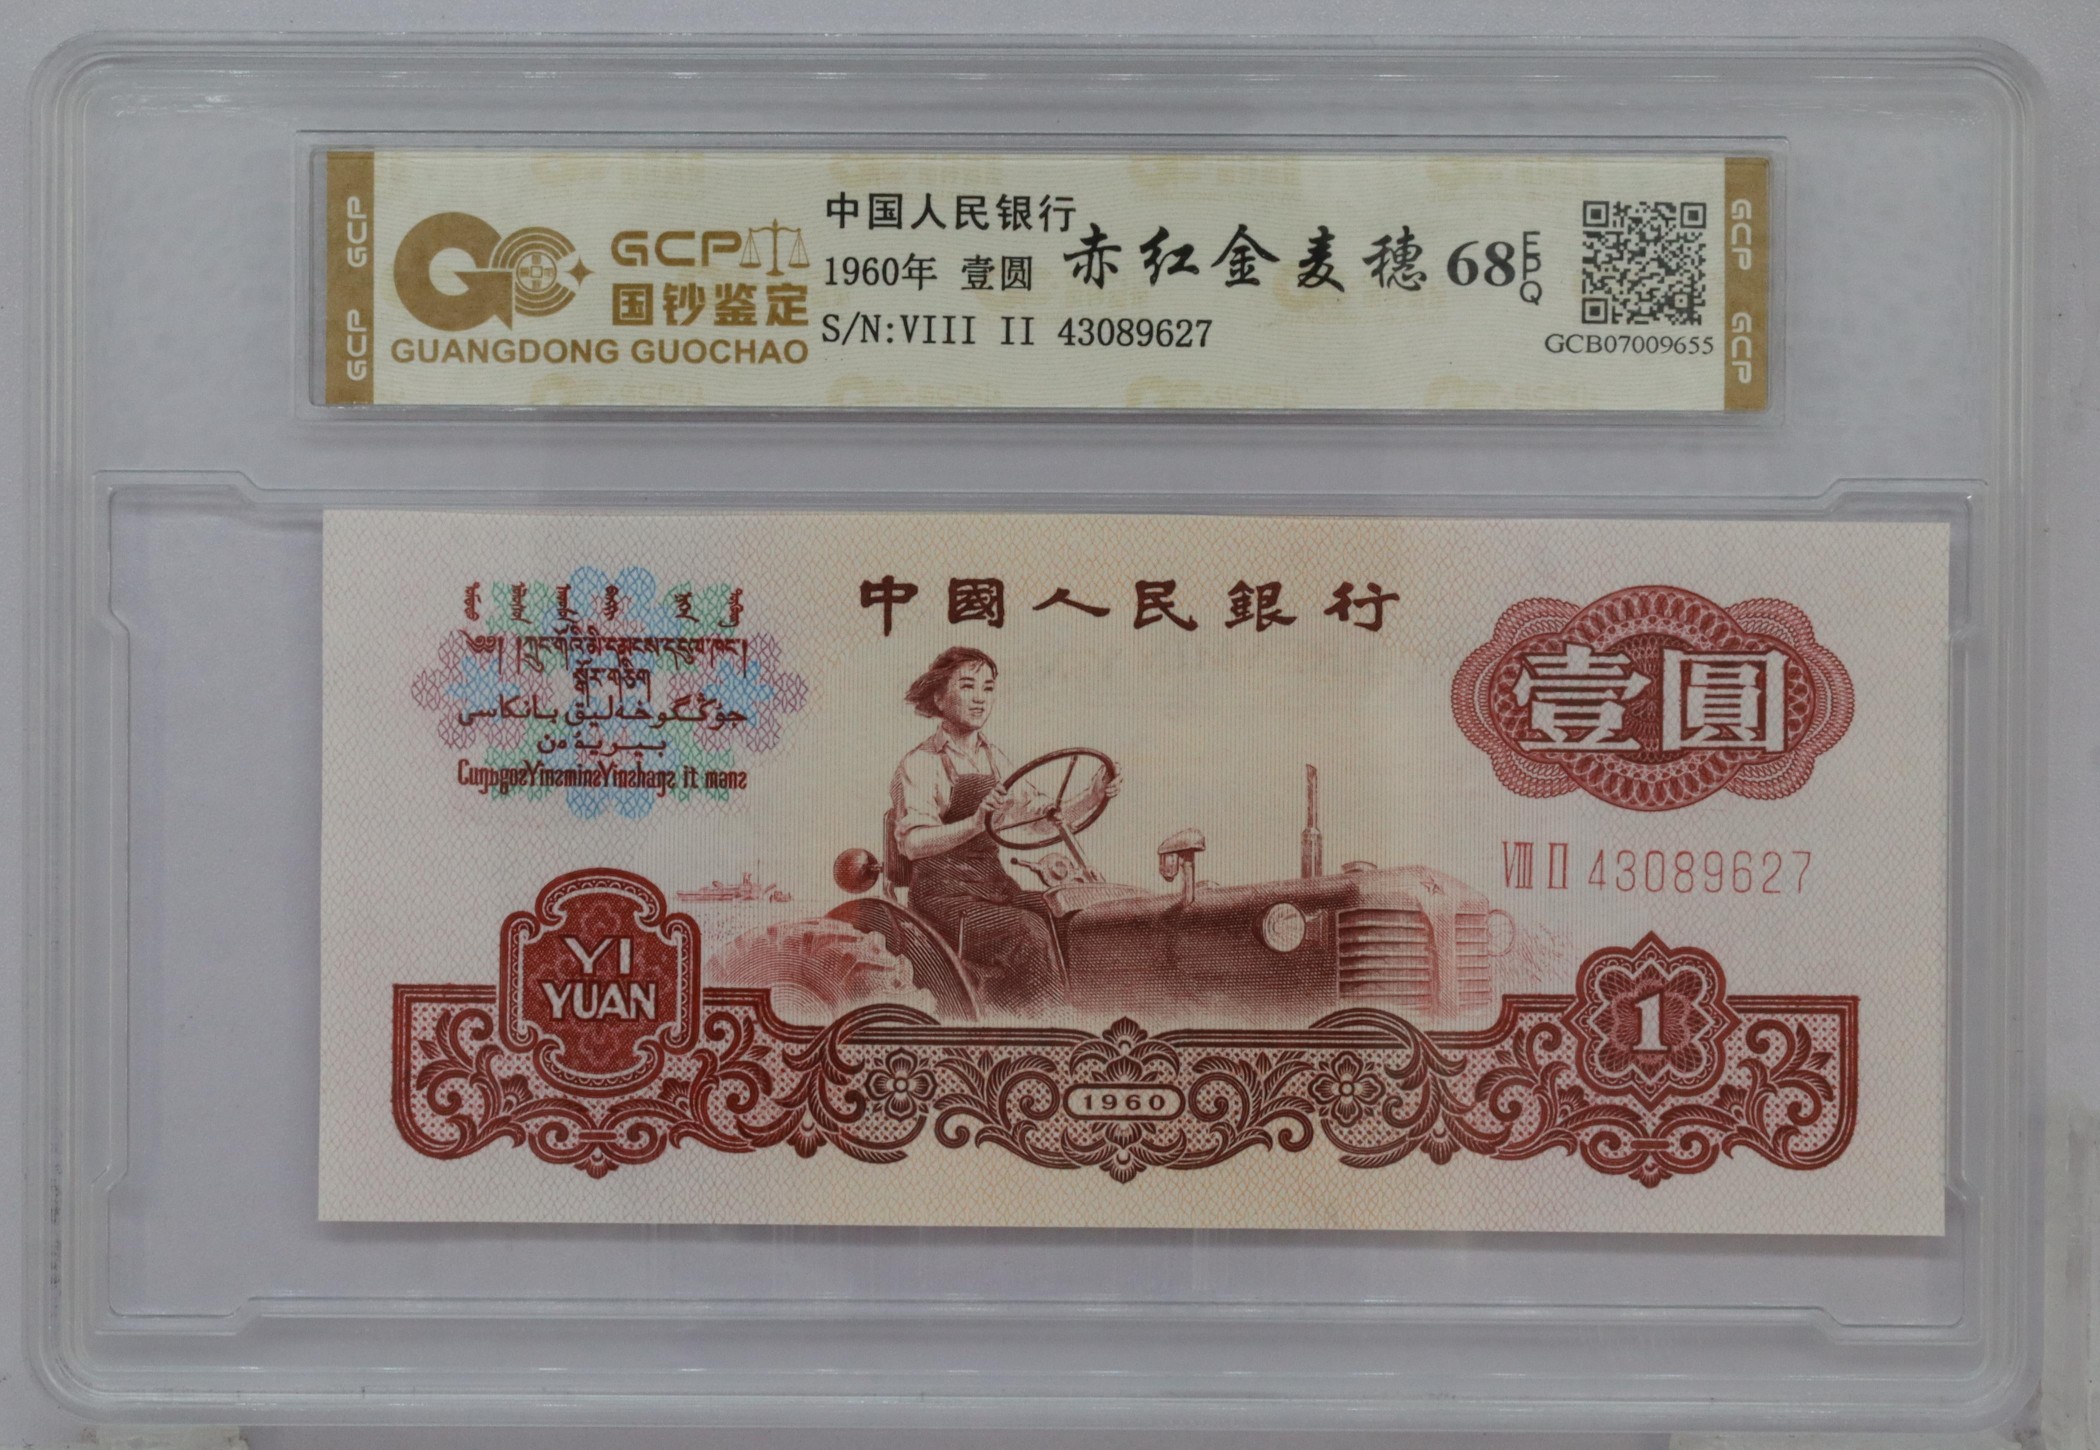 GCP
GCP
GCP
国钞鉴定
GUANGDONG GUOCHAO
中国人民银行
1960年 壹圆
赤红金麦穗 68 EPQ
S/N:VIII II 43089627
GCB07009655
GCP
GCP
中國人民銀行
壹圓
Cuŋƅgoƨ Yinƨminƨ Yinƨhaŋƨ it manƨ
VIII II 43089627
YI
YUAN
1
1960